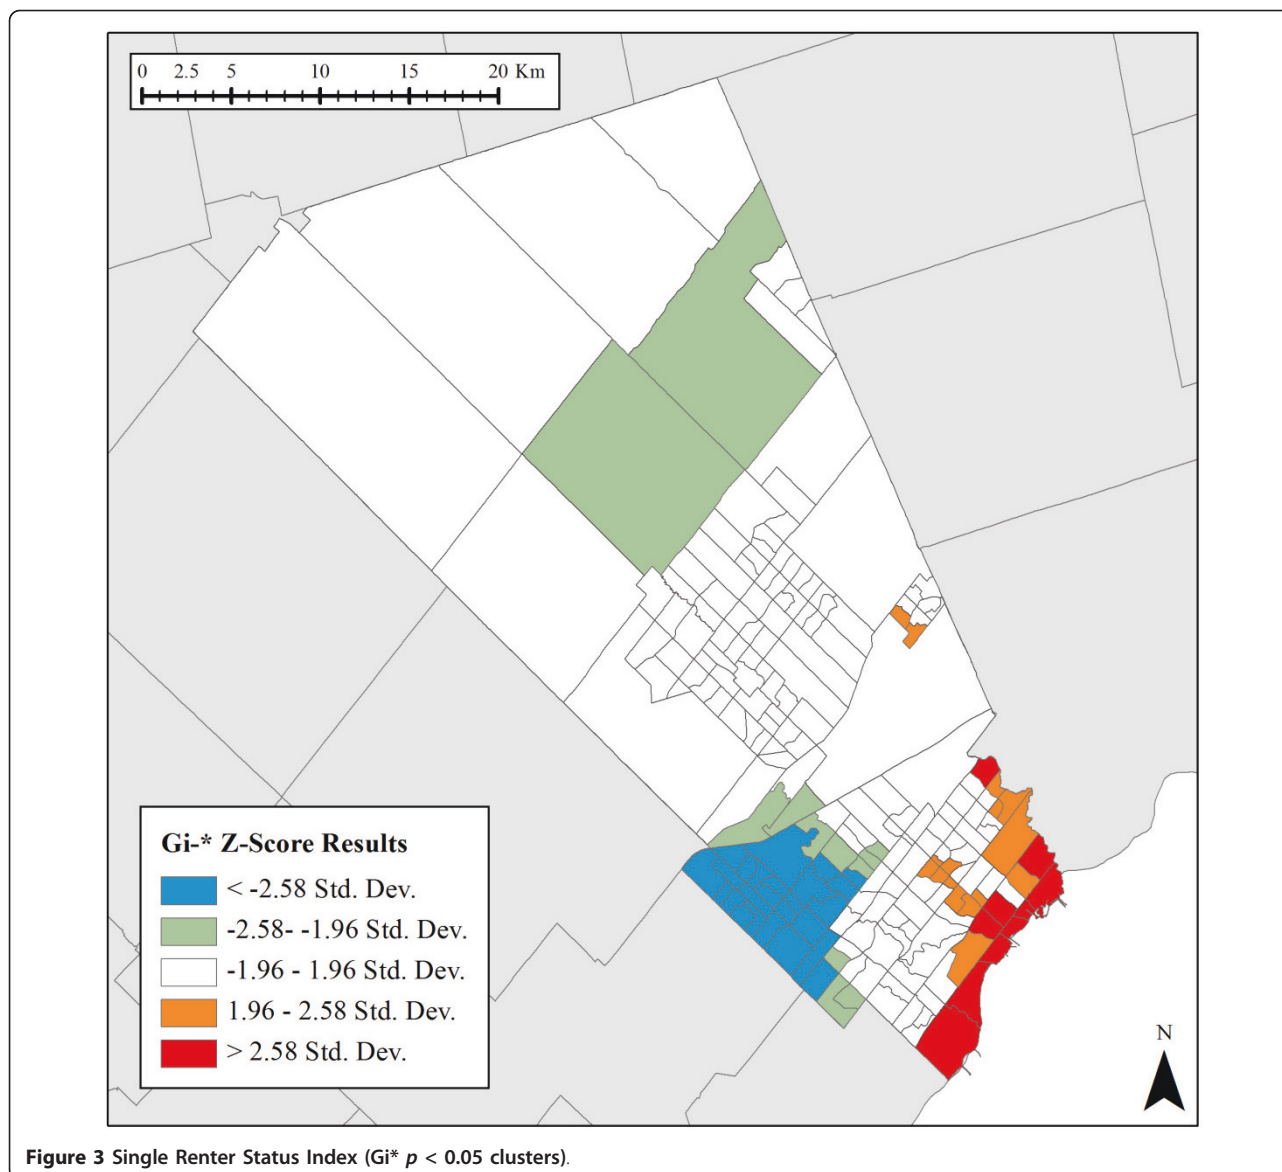 0 2.5 5 10 15 20 Km
Gi-* Z-Score Results
< -2.58 Std. Dev.
-2.58- -1.96 Std. Dev.
-1.96 - 1.96 Std. Dev.
1.96 - 2.58 Std. Dev.
> 2.58 Std. Dev.
N
Figure 3 Single Renter Status Index (Gi* p < 0.05 clusters).